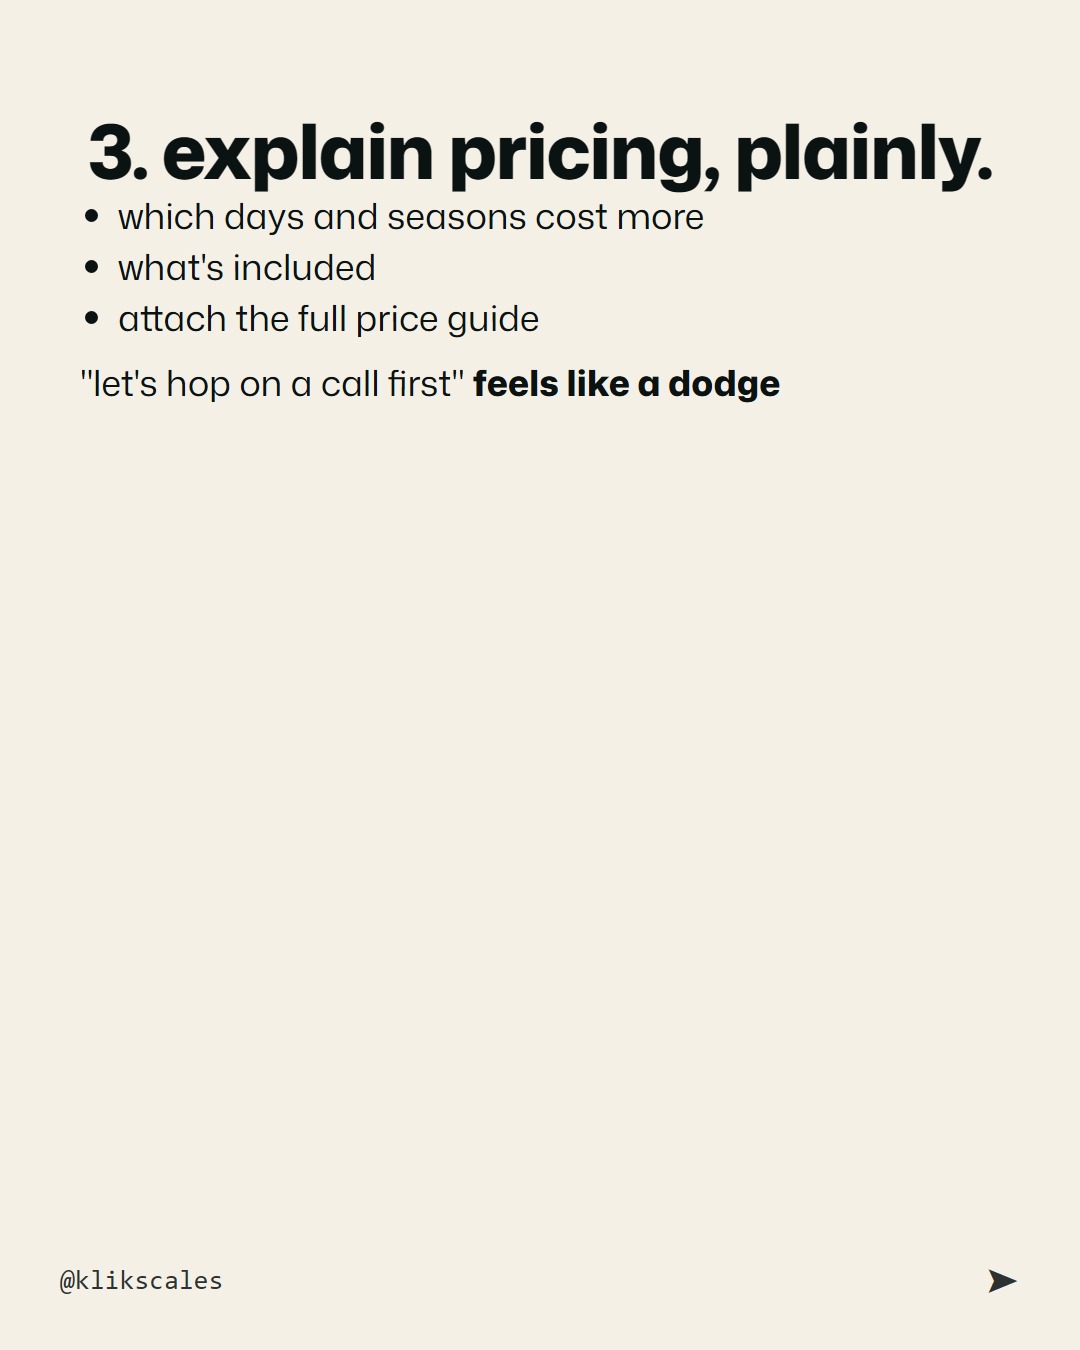 3. explain pricing, plainly.
• which days and seasons cost more
• what's included
• attach the full price guide
"let's hop on a call first" feels like a dodge
@klikscales